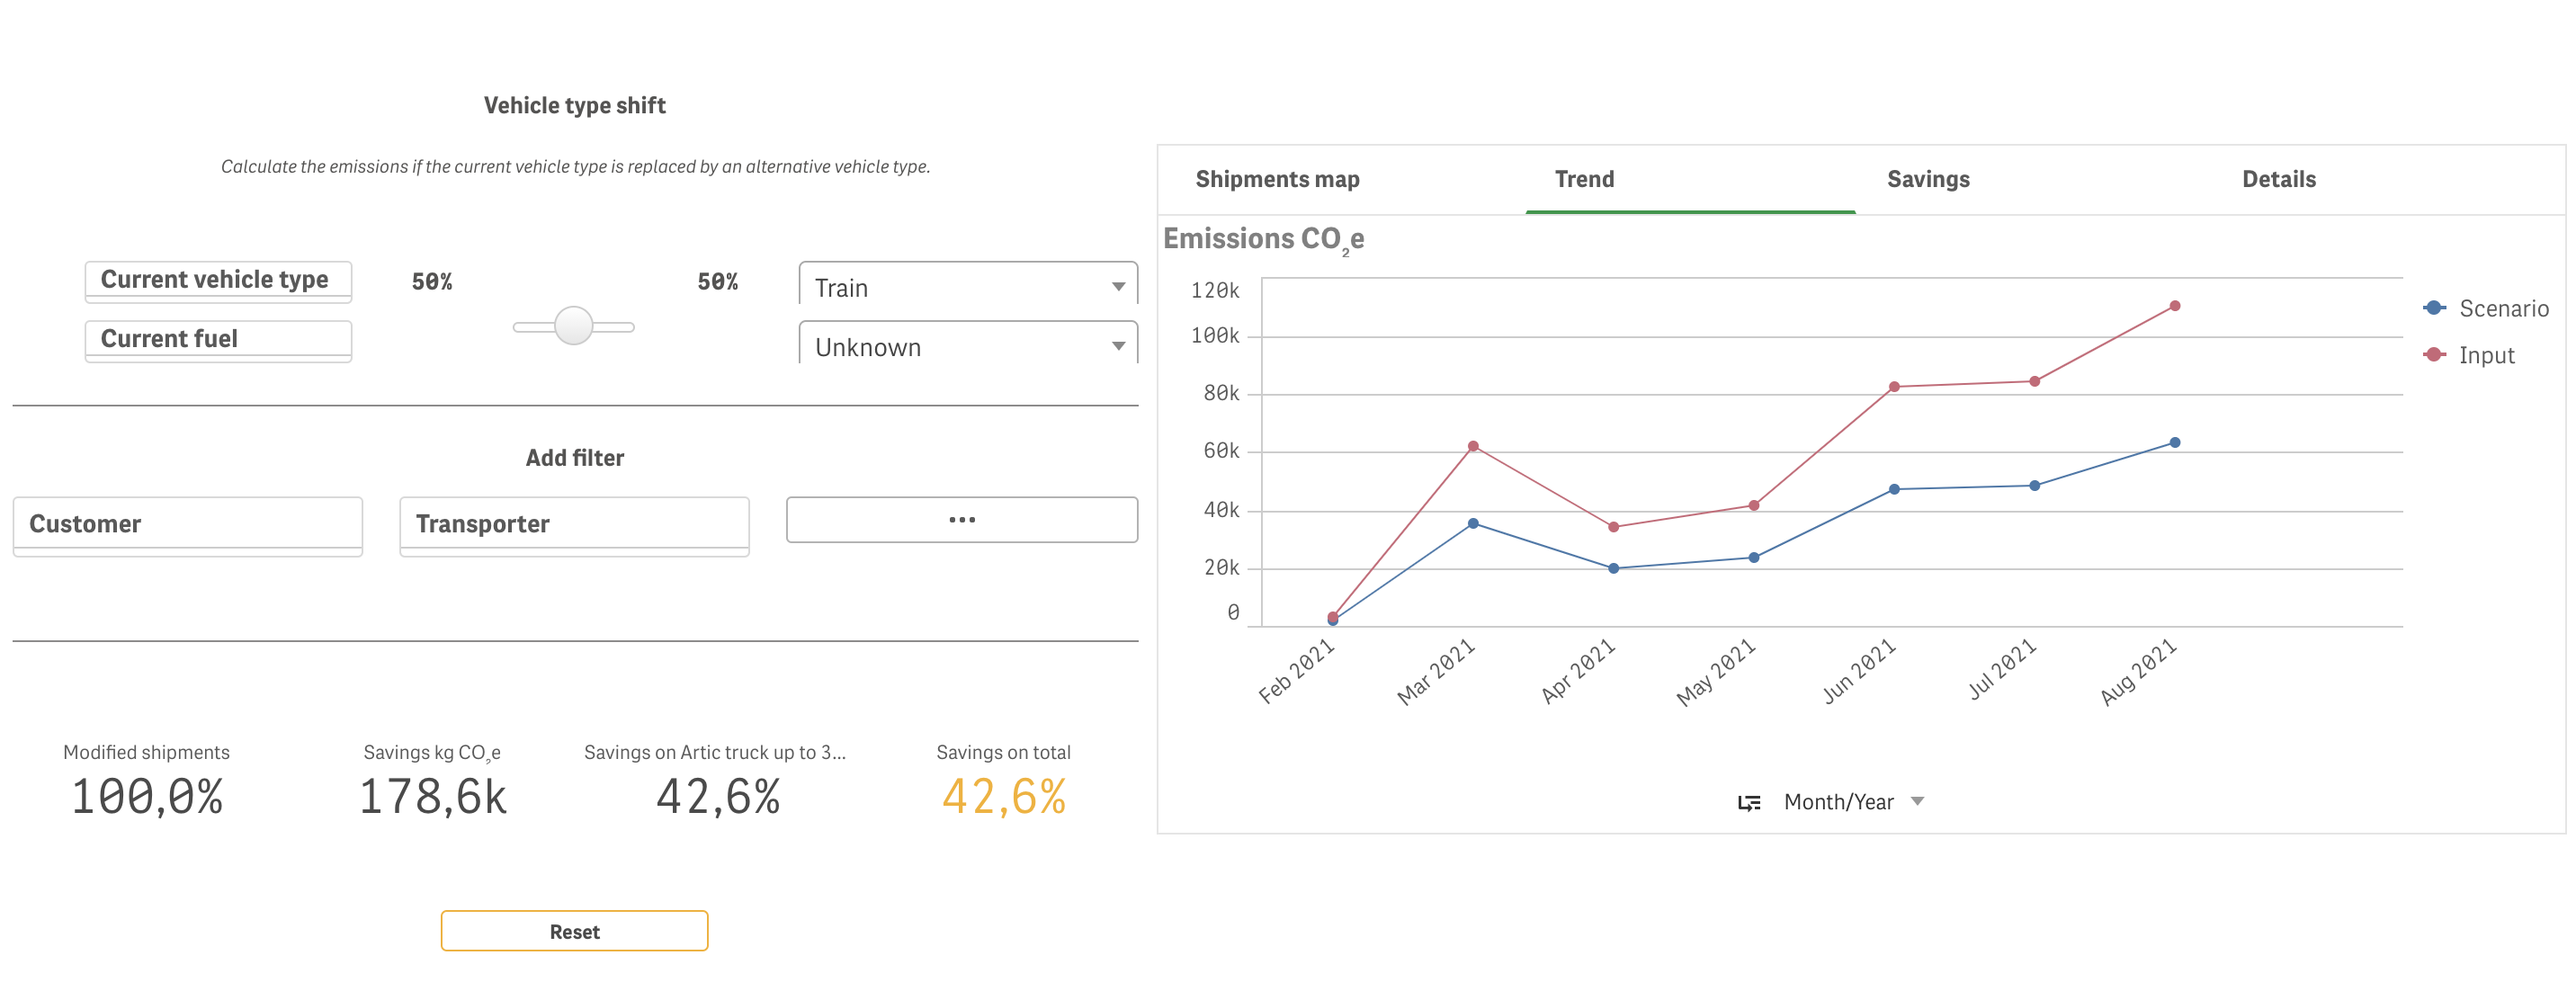 Vehicle type shift
Calculate the emissions if the current vehicle type is replaced by an alternative vehicle type.
Current vehicle type
50%
50%
Train
Current fuel
Unknown
Add filter
Customer
Transporter
...
Modified shipments
100,0%
Savings kg CO₂e
178,6k
Savings on Artic truck up to 3...
42,6%
Savings on total
42,6%
Reset
Shipments map
Trend
Savings
Details
Emissions CO₂e
120k
100k
80k
60k
40k
20k
0
Feb 2021
Mar 2021
Apr 2021
May 2021
Jun 2021
Jul 2021
Aug 2021
Scenario
Input
Month/Year